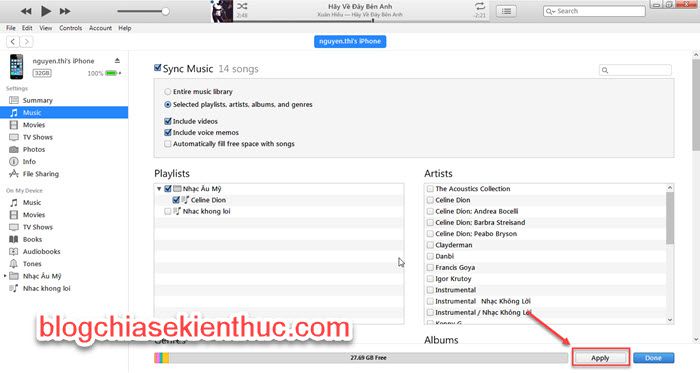 Hãy Về Đây Bên Anh
Xuân Hiếu — Hãy Về Đây Bên Anh
2:48
-2:21
File Edit View Controls Account Help
nguyen.thi's iPhone
nguyen.thi's iPhone
32GB 100%
Settings
Summary
Music
Movies
TV Shows
Photos
Info
File Sharing
On My Device
Music
Movies
TV Shows
Books
Audiobooks
Tones
Nhạc Âu Mỹ
Nhac khong loi
Sync Music 14 songs
Entire music library
Selected playlists, artists, albums, and genres
Include videos
Include voice memos
Automatically fill free space with songs
Playlists
Nhạc Âu Mỹ
Celine Dion
Nhac khong loi
Artists
The Acoustics Collection
Celine Dion
Celine Dion; Andrea Bocelli
Celine Dion; Barbra Streisand
Celine Dion; Peabo Bryson
Clayderman
Danbi
Francis Goya
Igor Krutoy
Instrumental
Instrumental Nhạc Không Lời
Instrumental / Nhạc Không Lời
Kenny G
Genres
Albums
blogchiasekienthuc.com
27.69 GB Free
Apply
Done